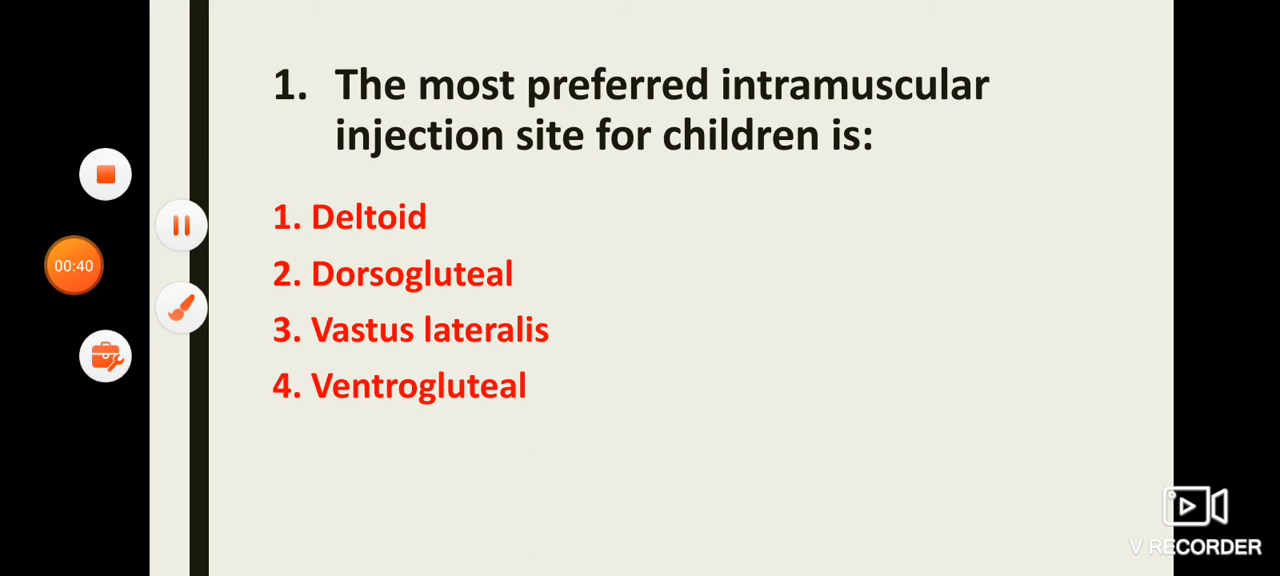 1. The most preferred intramuscular
injection site for children is:
1. Deltoid
2. Dorsogluteal
3. Vastus lateralis
4. Ventrogluteal
00:40
V RECORDER